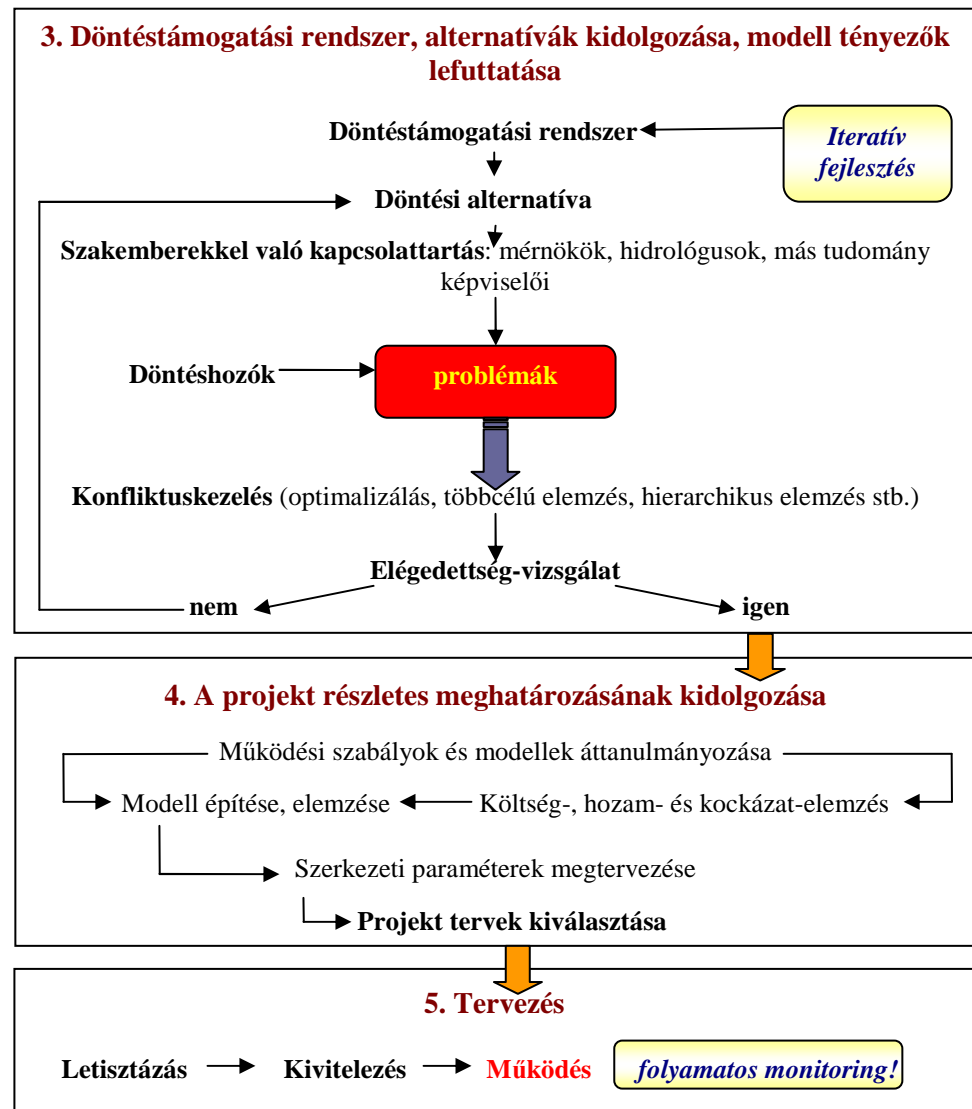 3. Döntéstámogatási rendszer, alternatívák kidolgozása, modell tényezők
lefuttatása
Döntéstámogatási rendszer
Iteratív
fejlesztés
Döntési alternatíva
Szakemberekkel való kapcsolattartás: mérnökök, hidrológusok, más tudomány
képviselői
Döntéshozók
problémák
Konfliktuskezelés (optimalizálás, többcélú elemzés, hierarchikus elemzés stb.)
Elégedettség-vizsgálat
nem
igen
4. A projekt részletes meghatározásának kidolgozása
Működési szabályok és modellek áttanulmányozása
Modell építése, elemzése
Költség-, hozam- és kockázat-elemzés
Szerkezeti paraméterek megtervezése
Projekt tervek kiválasztása
5. Tervezés
Letisztázás
Kivitelezés
Működés
folyamatos monitoring!